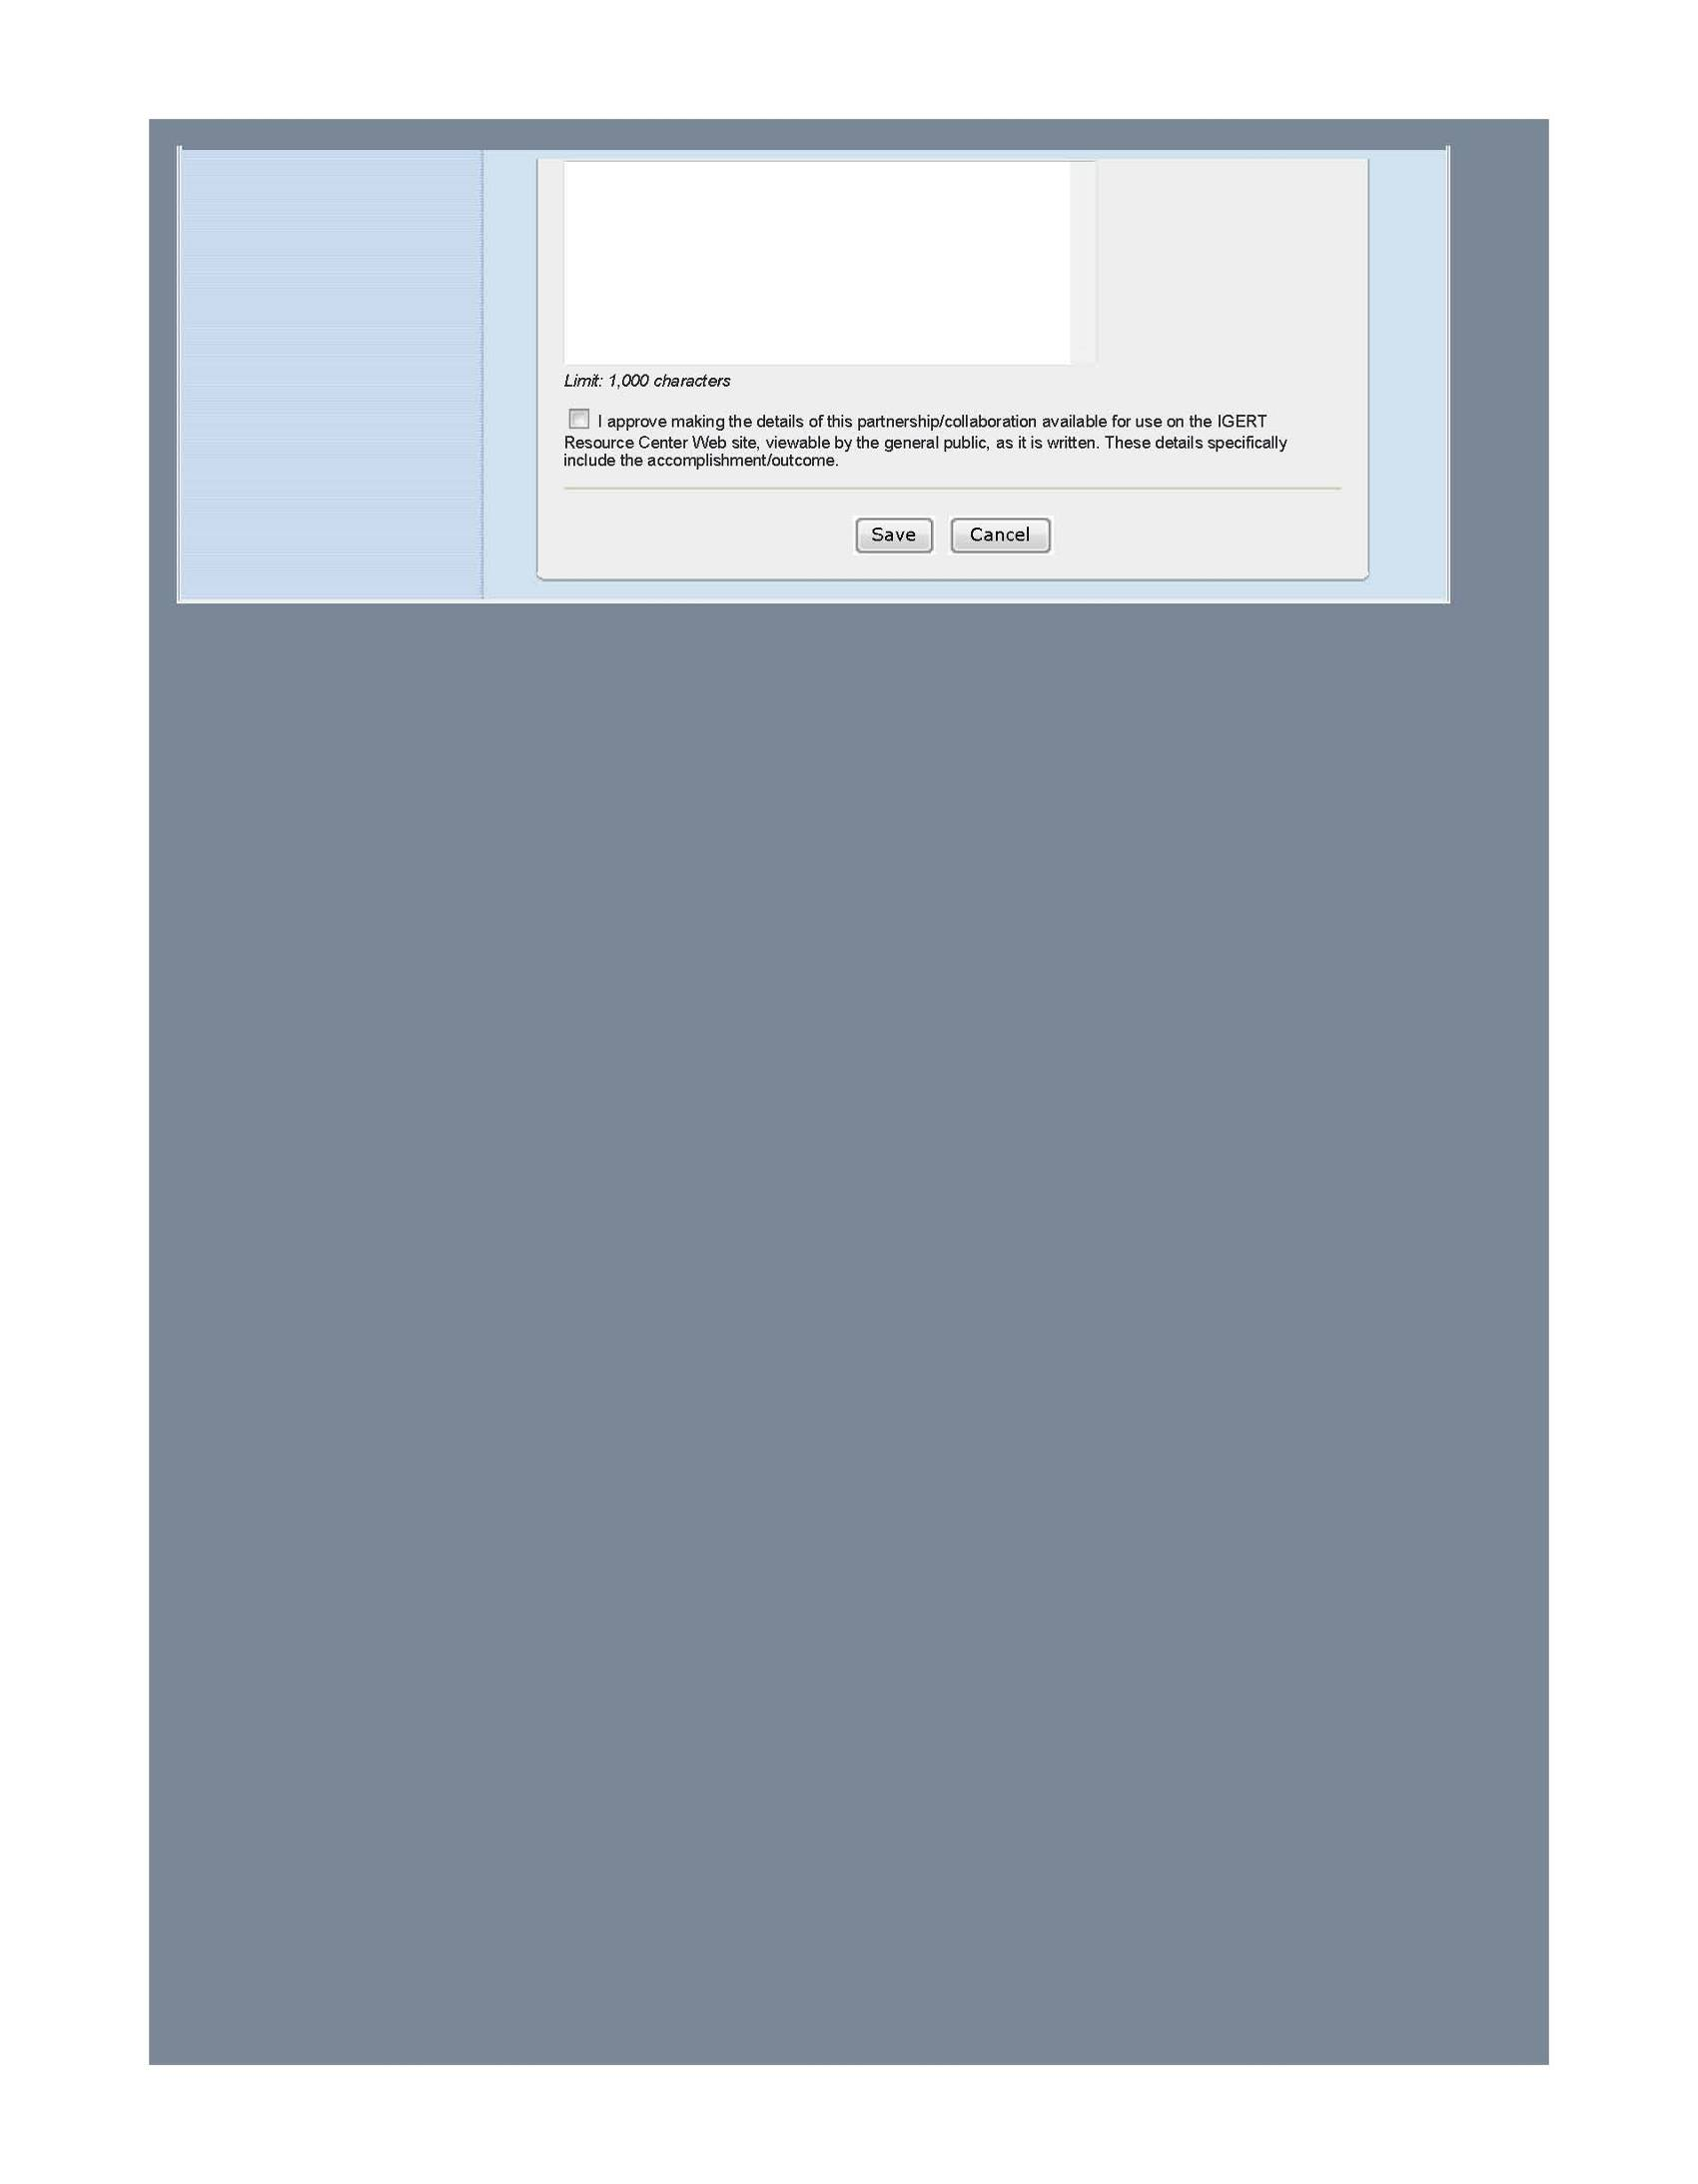 Limit: 1,000 characters
I approve making the details of this partnership/collaboration available for use on the IGERT
Resource Center Web site, viewable by the general public, as it is written. These details specifically
include the accomplishment/outcome.
Save Cancel